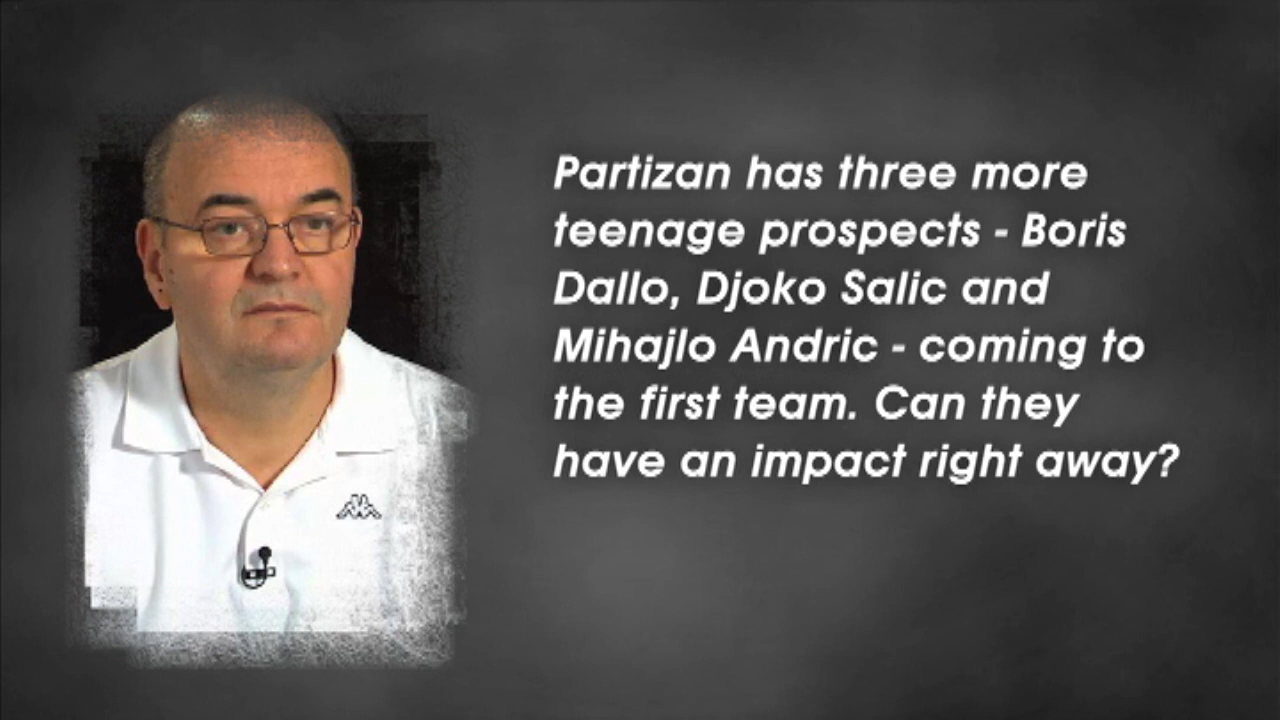 Partizan has three more
teenage prospects - Boris
Dallo, Djoko Salic and
Mihajlo Andric - coming to
the first team. Can they
have an impact right away?